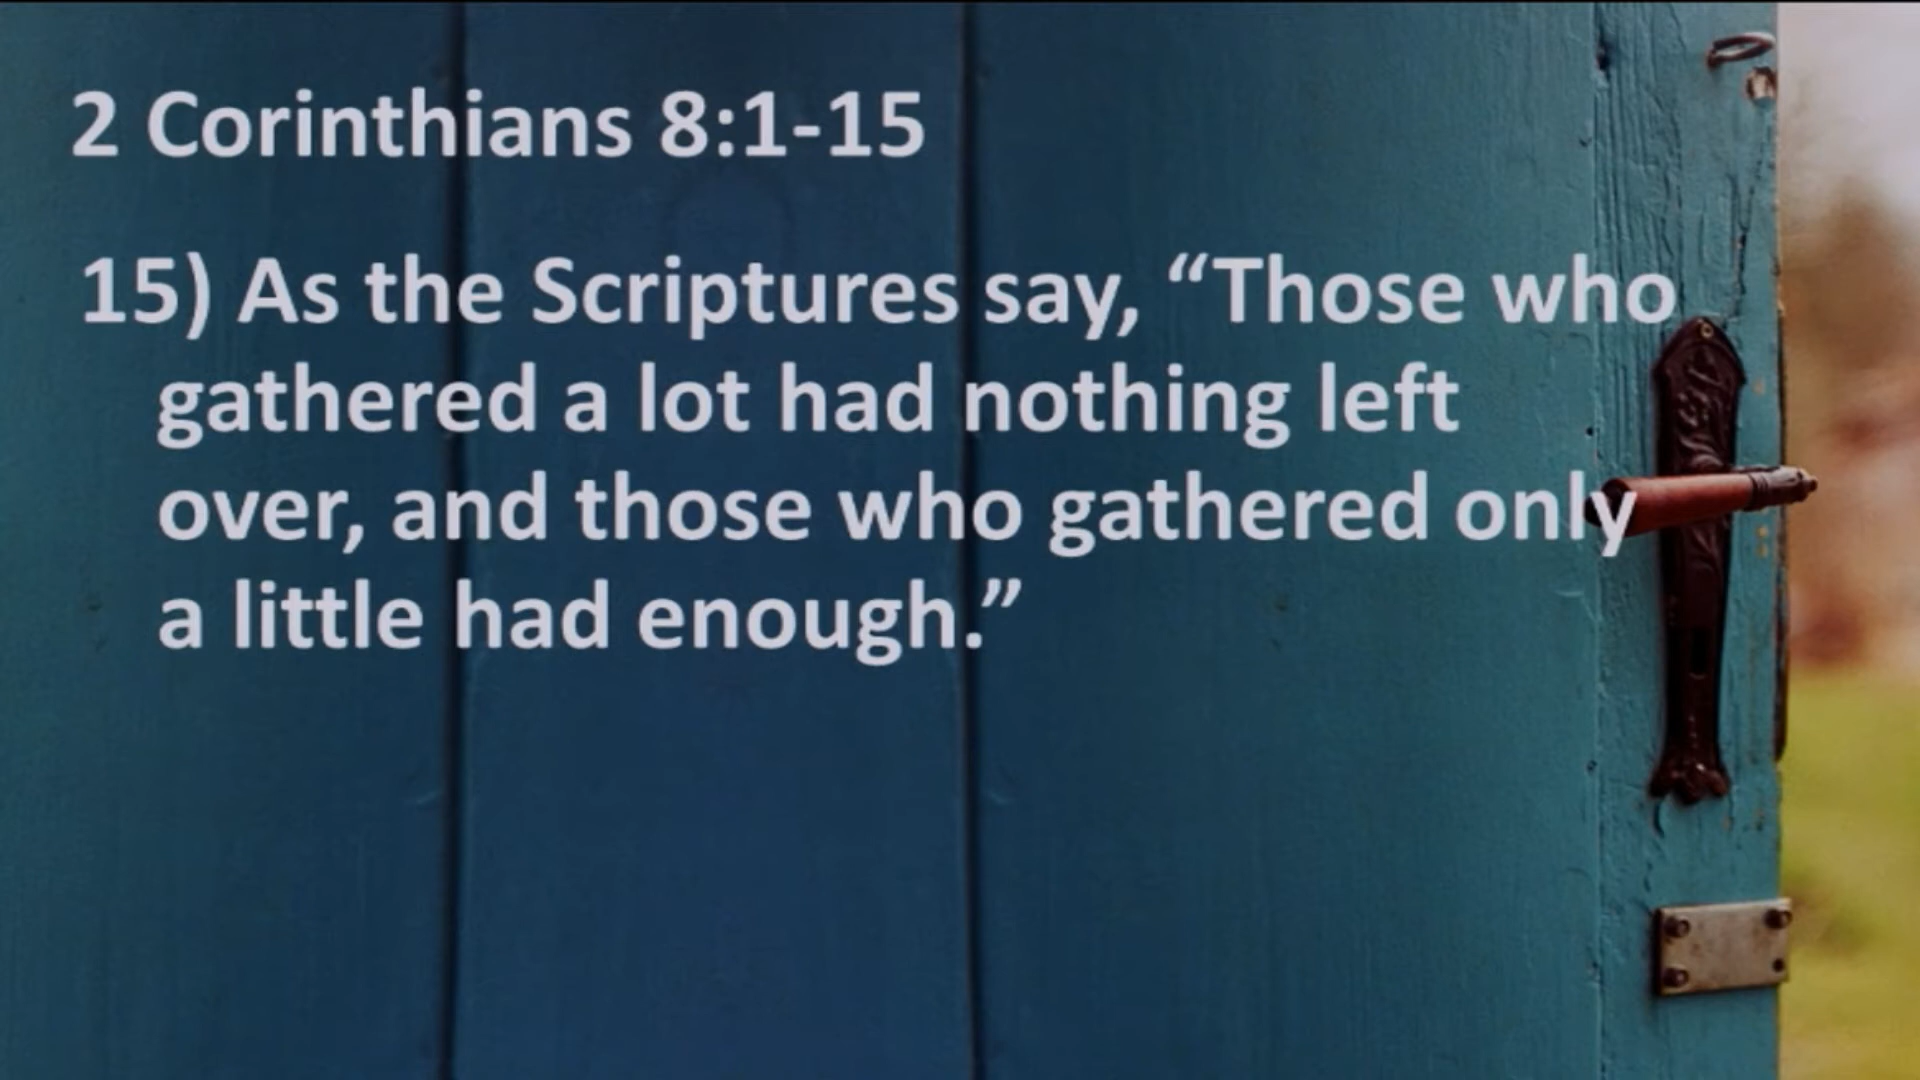 2 Corinthians 8:1-15
15) As the Scriptures say, “Those who
gathered a lot had nothing left
over, and those who gathered only
a little had enough.”